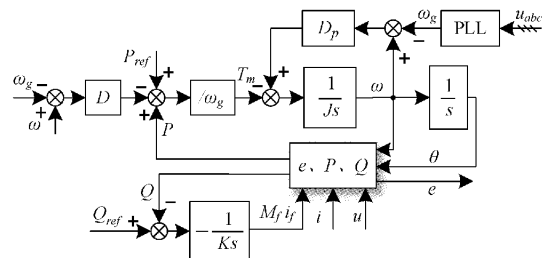 ω_g
u_abc
D_p
PLL
P_ref
ω_g
D
/ω_g
T_m
1/Js
ω
1/s
ω
P
e、P、Q
θ
e
Q
Q_ref
-1/Ks
M_f i_f
i
u